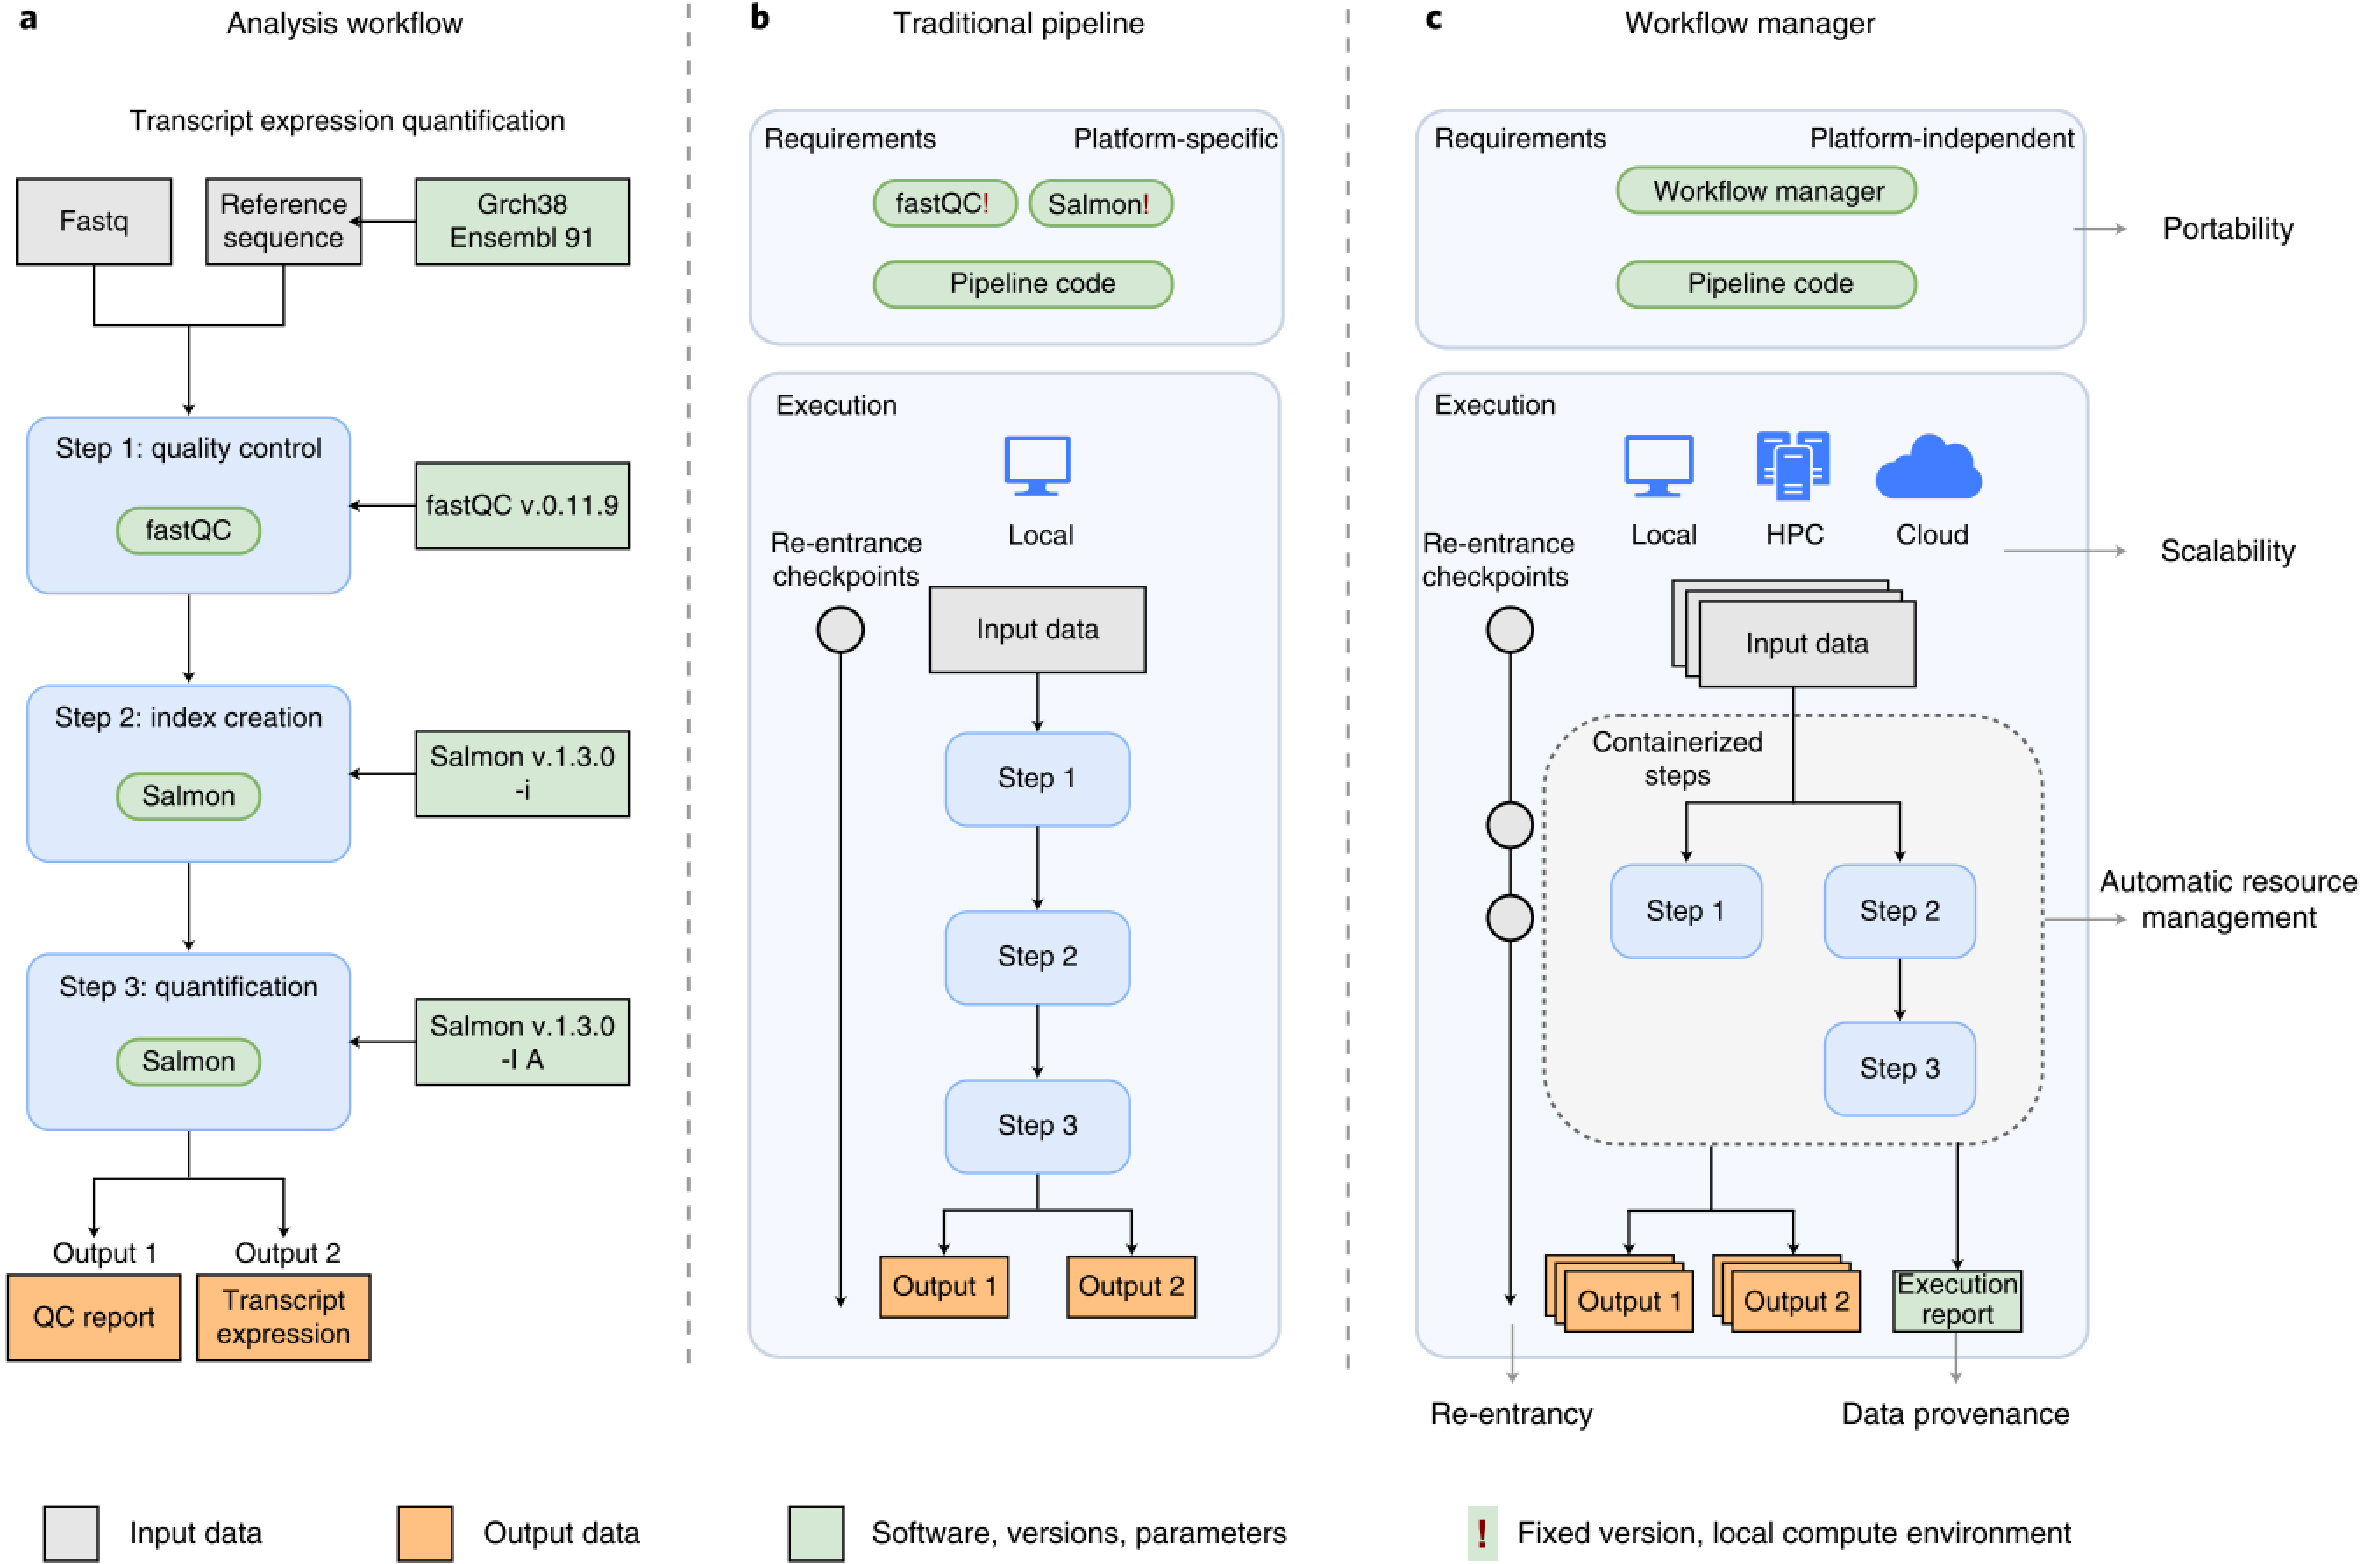 a
Analysis workflow
Transcript expression quantification
Fastq
Reference
sequence
Grch38
Ensembl 91
Step 1: quality control
fastQC
fastQC v.0.11.9
Step 2: index creation
Salmon
Salmon v.1.3.0
-i
Step 3: quantification
Salmon
Salmon v.1.3.0
-l A
Output 1
Output 2
QC report
Transcript
expression
b
Traditional pipeline
Requirements
Platform-specific
fastQC!
Salmon!
Pipeline code
Execution
Local
Re-entrance
checkpoints
Input data
Step 1
Step 2
Step 3
Output 1
Output 2
c
Workflow manager
Requirements
Platform-independent
Workflow manager
Pipeline code
Portability
Execution
Local
HPC
Cloud
Scalability
Re-entrance
checkpoints
Input data
Containerized
steps
Step 1
Step 2
Step 3
Automatic resource
management
Output 1
Output 2
Execution
report
Re-entrancy
Data provenance
Input data
Output data
Software, versions, parameters
! Fixed version, local compute environment